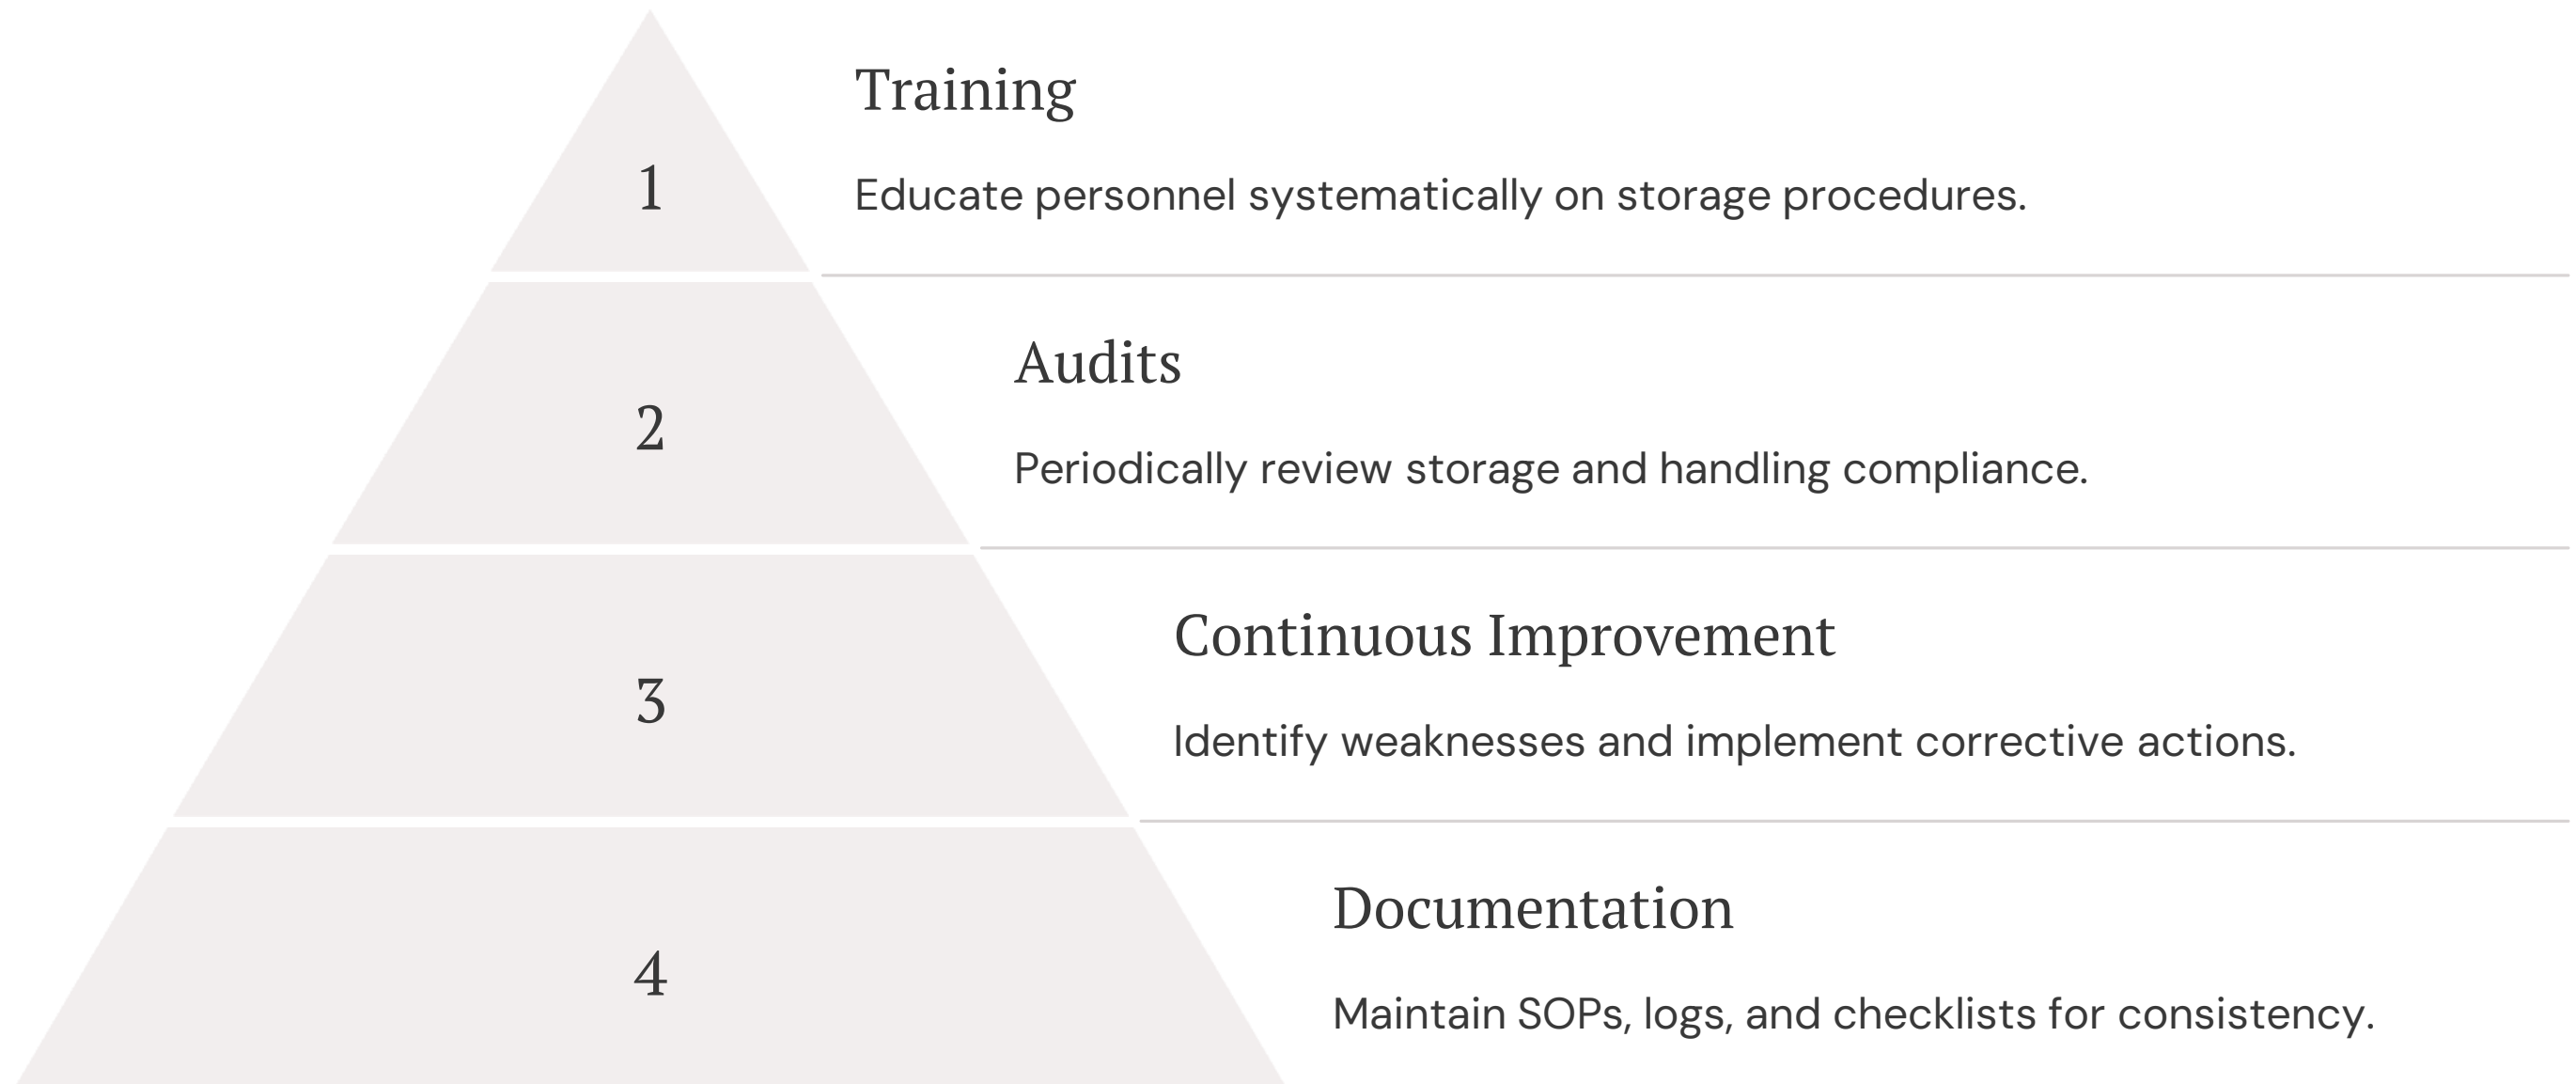 1
Training
Educate personnel systematically on storage procedures.
2
Audits
Periodically review storage and handling compliance.
3
Continuous Improvement
Identify weaknesses and implement corrective actions.
4
Documentation
Maintain SOPs, logs, and checklists for consistency.